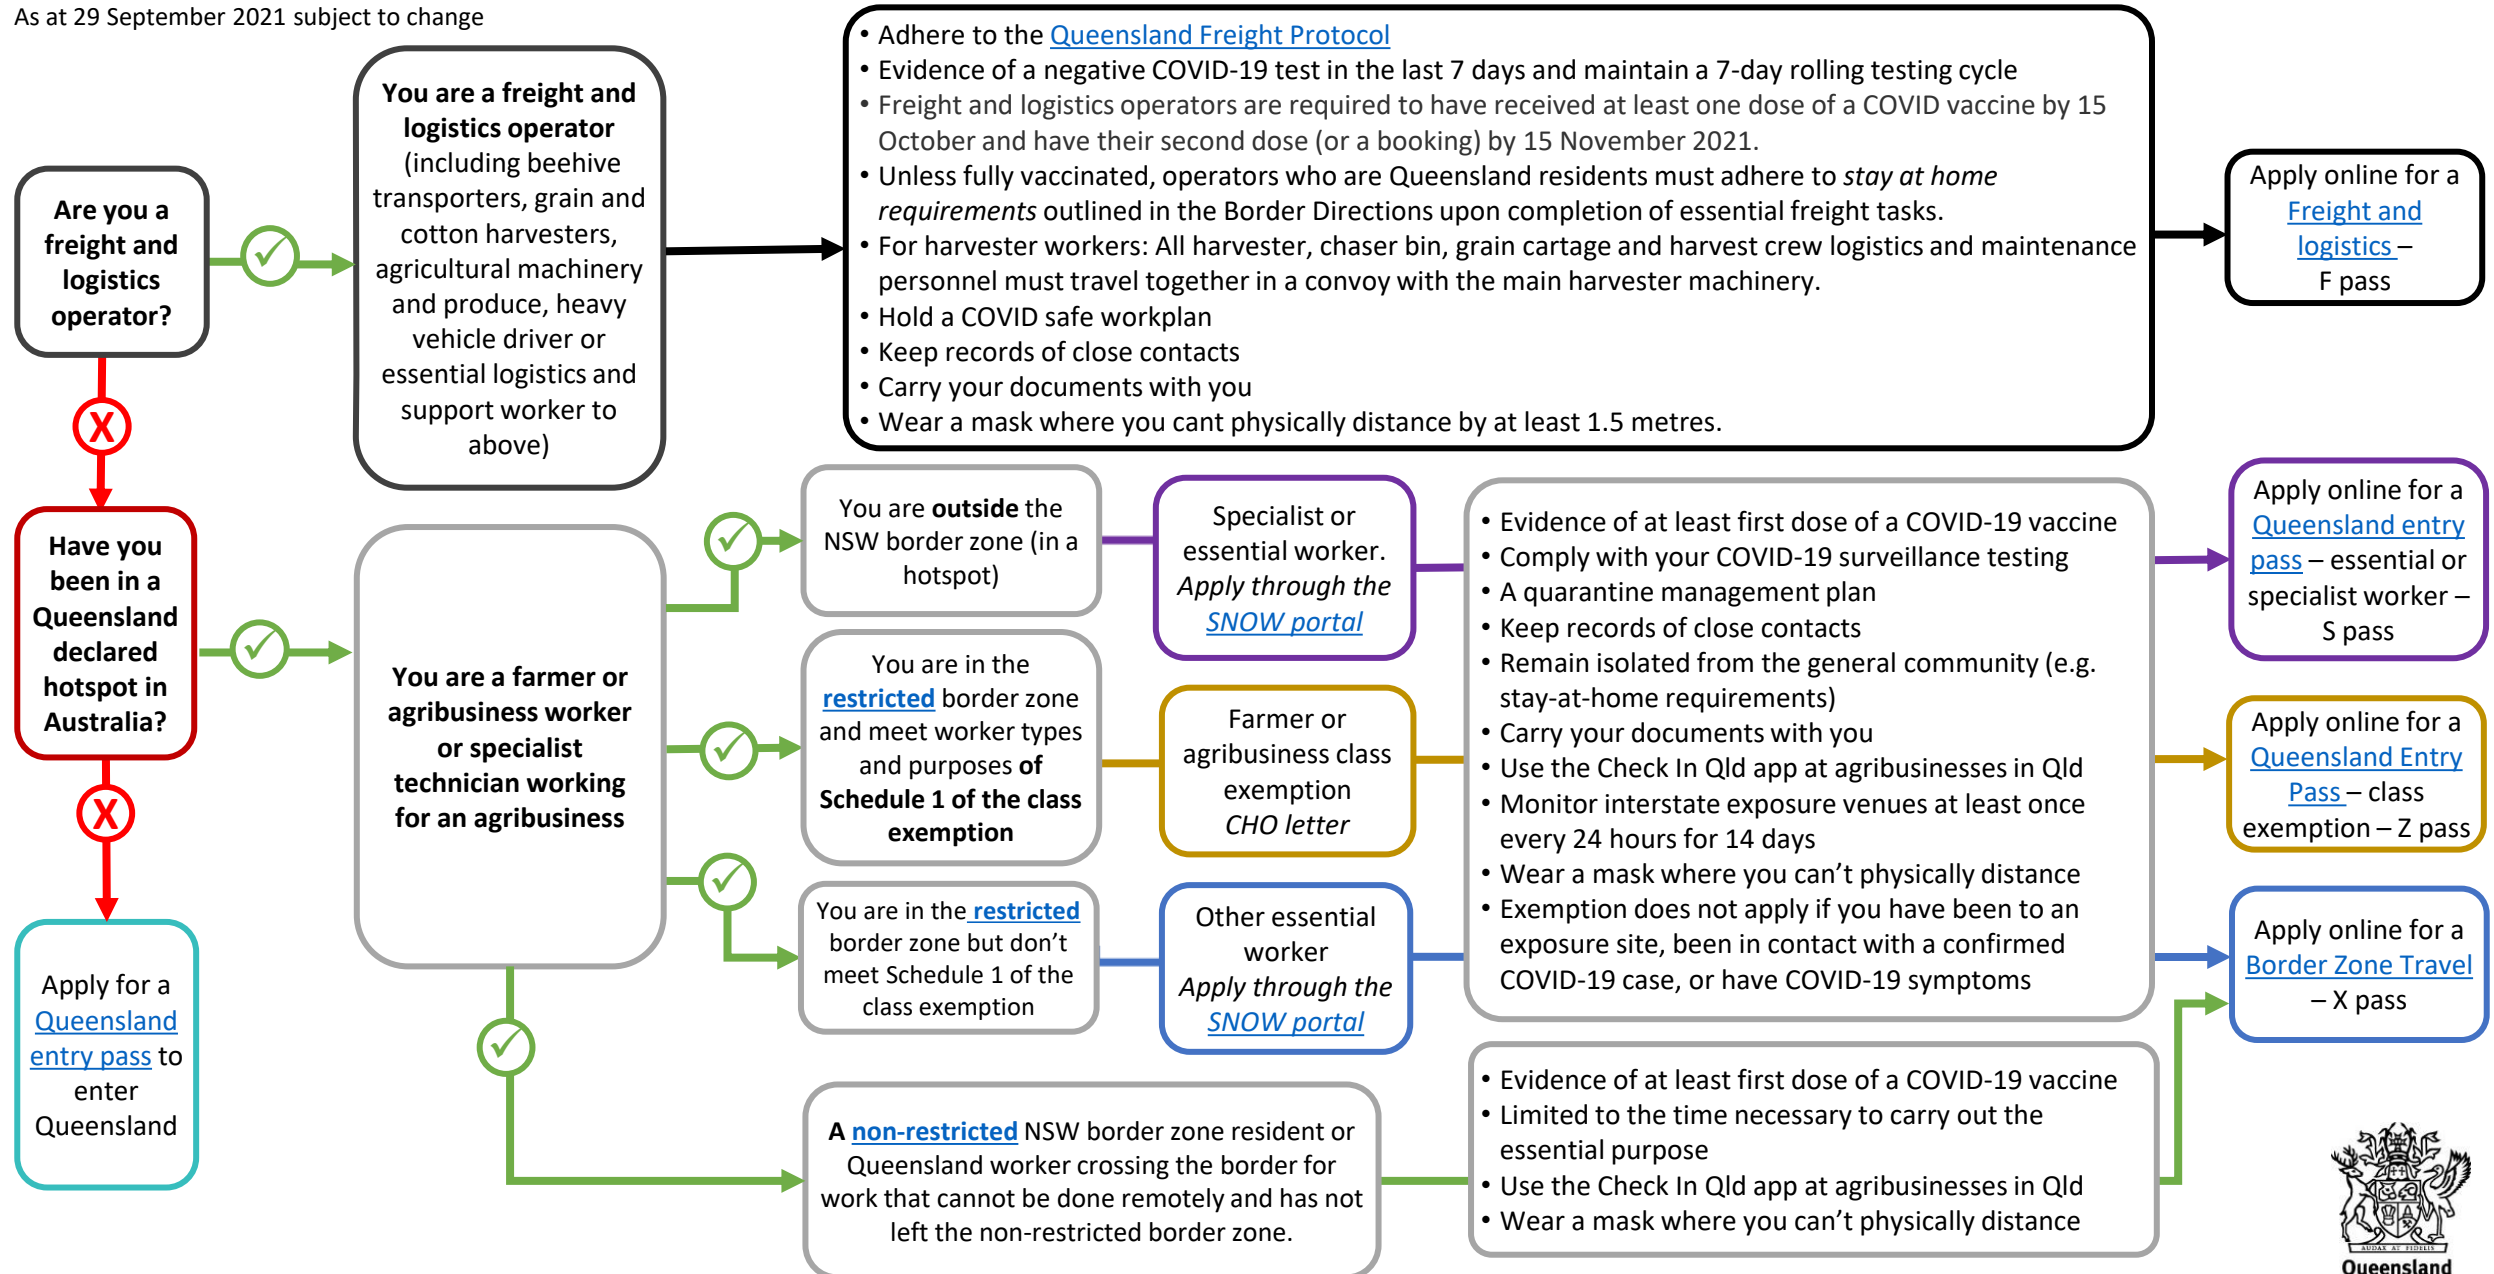 As at 29 September 2021 subject to change
Are you a
freight and
logistics
operator?
You are a freight and
logistics operator
(including beehive
transporters, grain and
cotton harvesters,
agricultural machinery
and produce, heavy
vehicle driver or
essential logistics and
support worker to
above)
• Adhere to the Queensland Freight Protocol
• Evidence of a negative COVID-19 test in the last 7 days and maintain a 7-day rolling testing cycle
• Freight and logistics operators are required to have received at least one dose of a COVID vaccine by 15
October and have their second dose (or a booking) by 15 November 2021.
• Unless fully vaccinated, operators who are Queensland residents must adhere to stay at home
requirements outlined in the Border Directions upon completion of essential freight tasks.
• For harvester workers: All harvester, chaser bin, grain cartage and harvest crew logistics and maintenance
personnel must travel together in a convoy with the main harvester machinery.
• Hold a COVID safe workplan
• Keep records of close contacts
• Carry your documents with you
• Wear a mask where you cant physically distance by at least 1.5 metres.
Apply online for a
Freight and
logistics –
F pass
X
Have you
been in a
Queensland
declared
hotspot in
Australia?
You are a farmer or
agribusiness worker
or specialist
technician working
for an agribusiness
You are outside the
NSW border zone (in a
hotspot)
Specialist or
essential worker.
Apply through the
SNOW portal
You are in the
restricted border zone
and meet worker types
and purposes of
Schedule 1 of the class
exemption
Farmer or
agribusiness class
exemption
CHO letter
You are in the restricted
border zone but don't
meet Schedule 1 of the
class exemption
Other essential
worker
Apply through the
SNOW portal
• Evidence of at least first dose of a COVID-19 vaccine
• Comply with your COVID-19 surveillance testing
• A quarantine management plan
• Keep records of close contacts
• Remain isolated from the general community (e.g.
stay-at-home requirements)
• Carry your documents with you
• Use the Check In Qld app at agribusinesses in Qld
• Monitor interstate exposure venues at least once
every 24 hours for 14 days
• Wear a mask where you can't physically distance
• Exemption does not apply if you have been to an
exposure site, been in contact with a confirmed
COVID-19 case, or have COVID-19 symptoms
Apply online for a
Queensland entry
pass – essential or
specialist worker –
S pass
Apply online for a
Queensland Entry
Pass – class
exemption – Z pass
Apply online for a
Border Zone Travel
– X pass
X
Apply for a
Queensland
entry pass to
enter
Queensland
A non-restricted NSW border zone resident or
Queensland worker crossing the border for
work that cannot be done remotely and has not
left the non-restricted border zone.
• Evidence of at least first dose of a COVID-19 vaccine
• Limited to the time necessary to carry out the
essential purpose
• Use the Check In Qld app at agribusinesses in Qld
• Wear a mask where you can't physically distance
AUDAX AT FIDELIS
Queensland